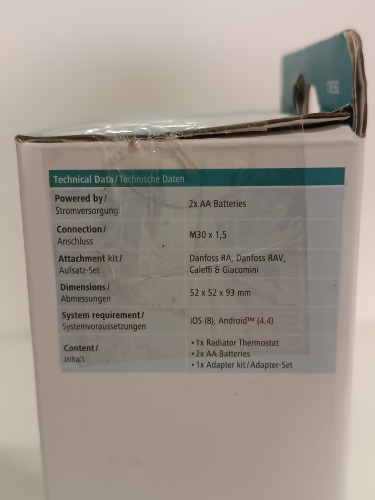 Technical Data / Technische Daten
Powered by /
Stromversorgung
2x AA Batteries
Connection /
Anschluss
M30 x 1,5
Attachment kit /
Aufsatz-Set
Danfoss RA, Danfoss RAV,
Caleffi & Giacomini
Dimensions /
Abmessungen
52 x 52 x 93 mm
System requirement /
Systemvoraussetzungen
iOS (8), Android™ (4.4)
Content /
Inhalt
• 1x Radiator Thermostat
• 2x AA Batteries
• 1x Adapter kit / Adapter-Set